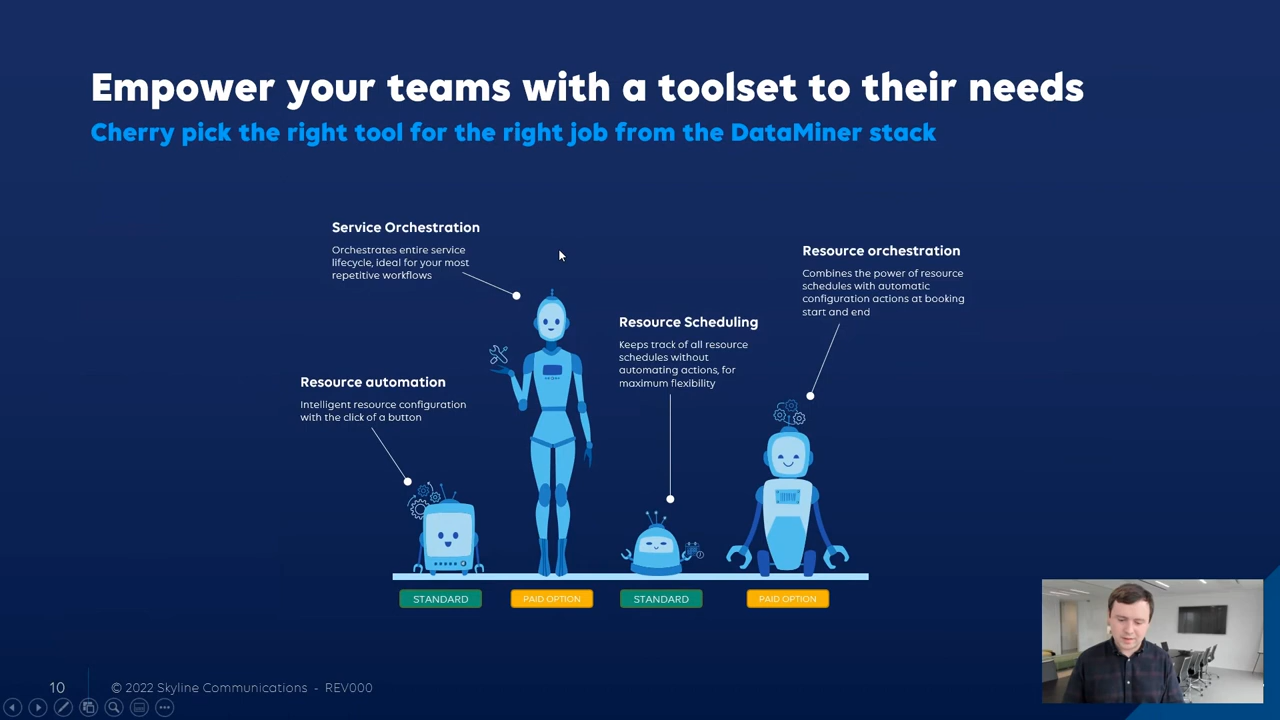 Empower your teams with a toolset to their needs
Cherry pick the right tool for the right job from the DataMiner stack
Service Orchestration
Orchestrates entire service
lifecycle, ideal for your most
repetitive workflows
Resource orchestration
Combines the power of resource
schedules with automatic
configuration actions at booking
start and end
Resource Scheduling
Keeps track of all resource
schedules without
automating actions, for
maximum flexibility
Resource automation
Intelligent resource configuration
with the click of a button
STANDARD
PAID OPTION
STANDARD
PAID OPTION
10
© 2022 Skyline Communications - REV000